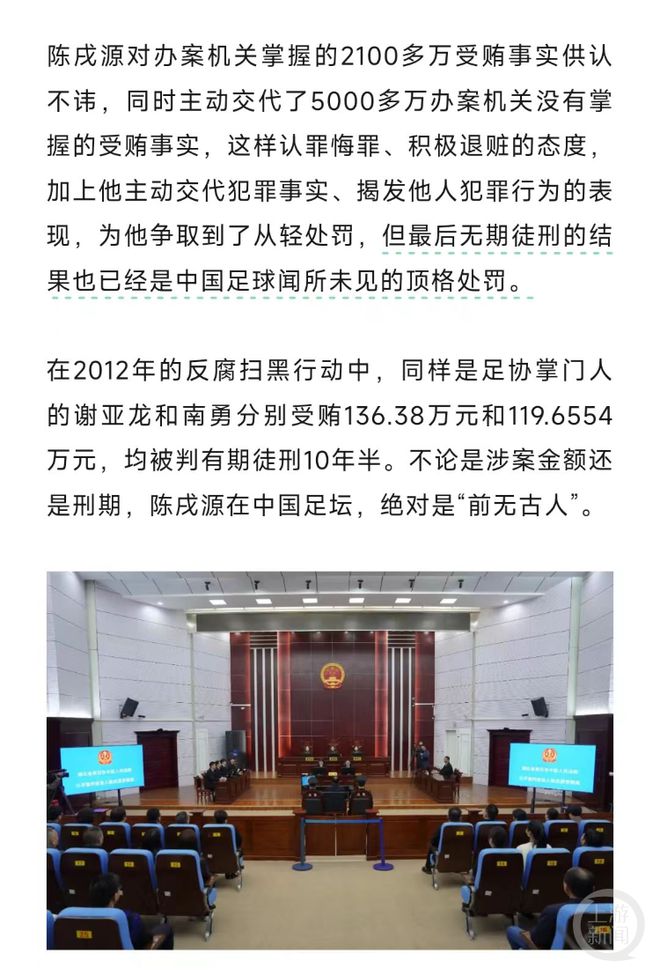 陈戌源对办案机关掌握的2100多万受贿事实供认
不讳，同时主动交代了5000多万办案机关没有掌
握的受贿事实，这样认罪悔罪、积极退赃的态度，
加上他主动交代犯罪事实、揭发他人犯罪行为的表
现，为他争取到了从轻处罚，但最后无期徒刑的结
果也已经是中国足球闻所未见的顶格处罚。
在2012年的反腐扫黑行动中，同样是足协掌门人
的谢亚龙和南勇分别受贿136.38万元和119.6554
万元，均被判有期徒刑10年半。不论是涉案金额还
是刑期，陈戌源在中国足坛，绝对是“前无古人”。
上游
新闻